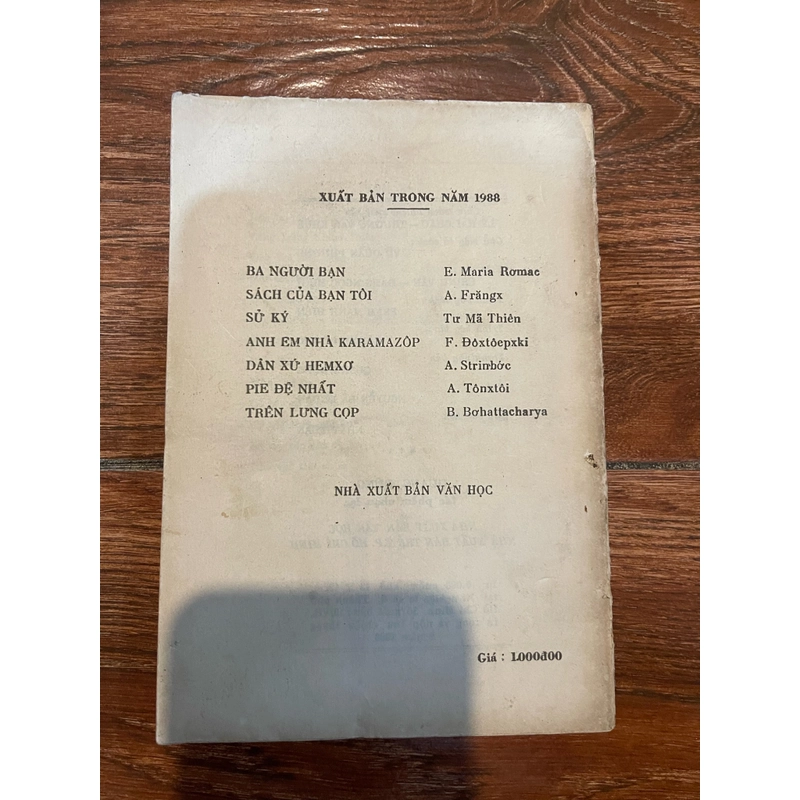 XUẤT BẢN TRONG NĂM 1988
BA NGƯỜI BẠN E. Maria Rơmac
SÁCH CỦA BẠN TÔI A. Frăngx
SỬ KÝ Tư Mã Thiên
ANH EM NHÀ KARAMAZÔP F. Đôxtôepxki
DÂN XỨ HEMXƠ A. Strinbớc
PIE ĐỆ NHẤT A. Tônxtôi
TRÊN LƯNG CỌP B. Bơhattacharya
NHÀ XUẤT BẢN VĂN HỌC
Giá : 1.000đ00